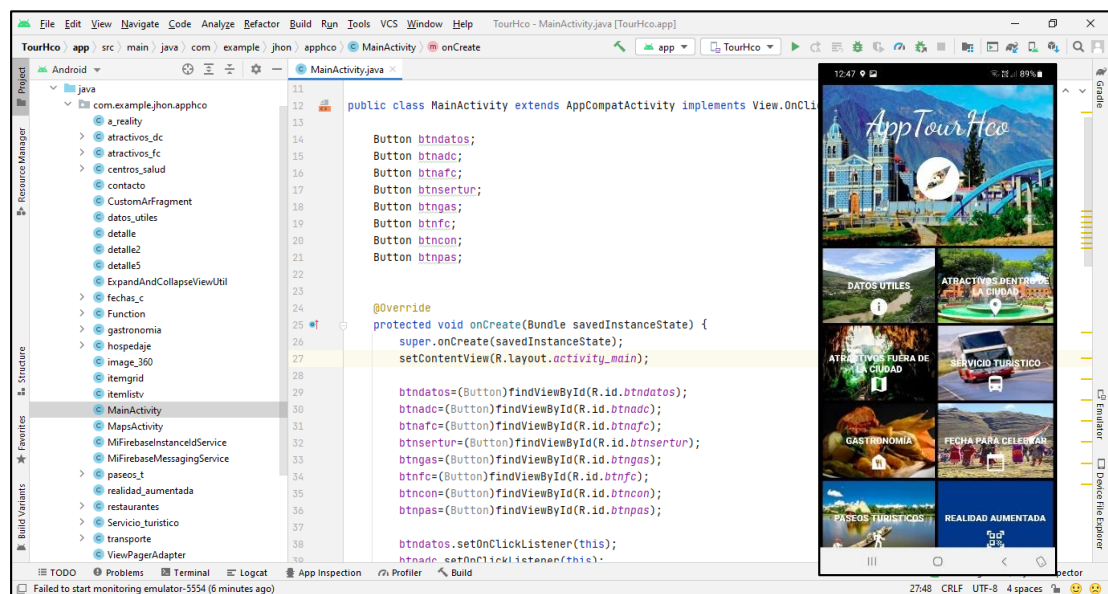 File Edit View Navigate Code Analyze Refactor Build Run Tools VCS Window Help TourHco - MainActivity.java [TourHco.app]
TourHco app src main java com example jhon apphco MainActivity onCreate
app TourHco
Android
MainActivity.java
Project
Resource Manager
Structure
Favorites
Build Variants
java
com.example.jhon.apphco
a_reality
atractivos_dc
atractivos_fc
centros_salud
contacto
CustomArFragment
datos_utiles
detalle
detalle2
detalle5
ExpandAndCollapseViewUtil
fechas_c
Function
gastronomia
hospedaje
image_360
itemgrid
itemlistv
MainActivity
MapsActivity
MiFirebaseInstanceIdService
MiFirebaseMessagingService
paseos_t
realidad_aumentada
restaurantes
Servicio_turistico
transporte
ViewPagerAdapter
11
12 public class MainActivity extends AppCompatActivity implements View.OnCli
13
14 Button btndatos;
15 Button btnadc;
16 Button btnafc;
17 Button btnsertur;
18 Button btngas;
19 Button btnfc;
20 Button btncon;
21 Button btnpas;
22
23
24 @Override
25 protected void onCreate(Bundle savedInstanceState) {
26 super.onCreate(savedInstanceState);
27 setContentView(R.layout.activity_main);
28
29 btndatos=(Button)findViewById(R.id.btndatos);
30 btnadc=(Button)findViewById(R.id.btnadc);
31 btnafc=(Button)findViewById(R.id.btnafc);
32 btnsertur=(Button)findViewById(R.id.btnsertur);
33 btngas=(Button)findViewById(R.id.btngas);
34 btnfc=(Button)findViewById(R.id.btnfc);
35 btncon=(Button)findViewById(R.id.btncon);
36 btnpas=(Button)findViewById(R.id.btnpas);
37
38 btndatos.setOnClickListener(this);
39 btnadc.setOnClickListener(this);
12:47 89%
AppTourHco
DATOS UTILES
ATRACTIVOS DENTRO DE
LA CIUDAD
ATRACTIVOS FUERA DE
LA CIUDAD
SERVICIO TURISTICO
GASTRONOMÍA
FECHA PARA CELEBRAR
PASEOS TURISTICOS
REALIDAD AUMENTADA
Gradle
Emulator
Device File Explorer
TODO Problems Terminal Logcat App Inspection Profiler Build
pector
Failed to start monitoring emulator-5554 (6 minutes ago) 27:48 CRLF UTF-8 4 spaces